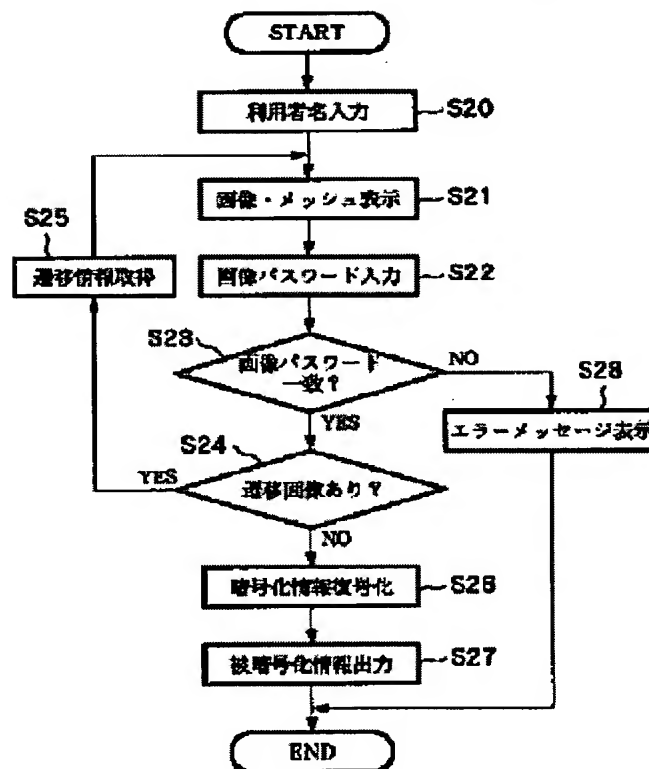 START
利用者名入力
S20
画像・メッシュ表示
S21
S25
遷移情報取得
画像パスワード入力
S22
S23
画像パスワード
一致?
NO
S28
エラーメッセージ表示
YES
S24
遷移画像あり?
YES
NO
暗号化情報復号化
S26
被暗号化情報出力
S27
END